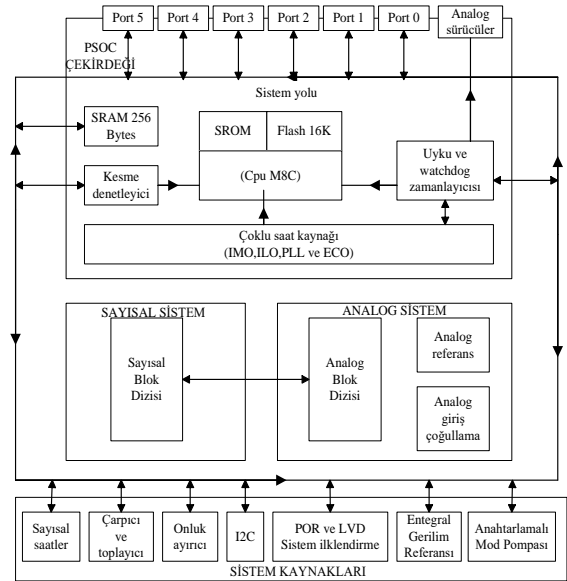 Port 5 Port 4 Port 3 Port 2 Port 1 Port 0 Analog
sürücüler
PSOC
ÇEKİRDEĞİ
Sistem yolu
SRAM 256
Bytes
SROM Flash 16K
(Cpu M8C)
Kesme
denetleyici
Uyku ve
watchdog
zamanlayıcısı
Çoklu saat kaynağı
(IMO,ILO,PLL ve ECO)
SAYISAL SİSTEM
Sayısal
Blok
Dizisi
ANALOG SİSTEM
Analog
Blok
Dizisi
Analog
referans
Analog
giriş
çoğullama
Sayısal
saatler
Çarpıcı
ve
toplayıcı
Onluk
ayırıcı
I2C
POR ve LVD
Sistem ilklendirme
Entegral
Gerilim
Referansı
Anahtarlamalı
Mod Pompası
SİSTEM KAYNAKLARI